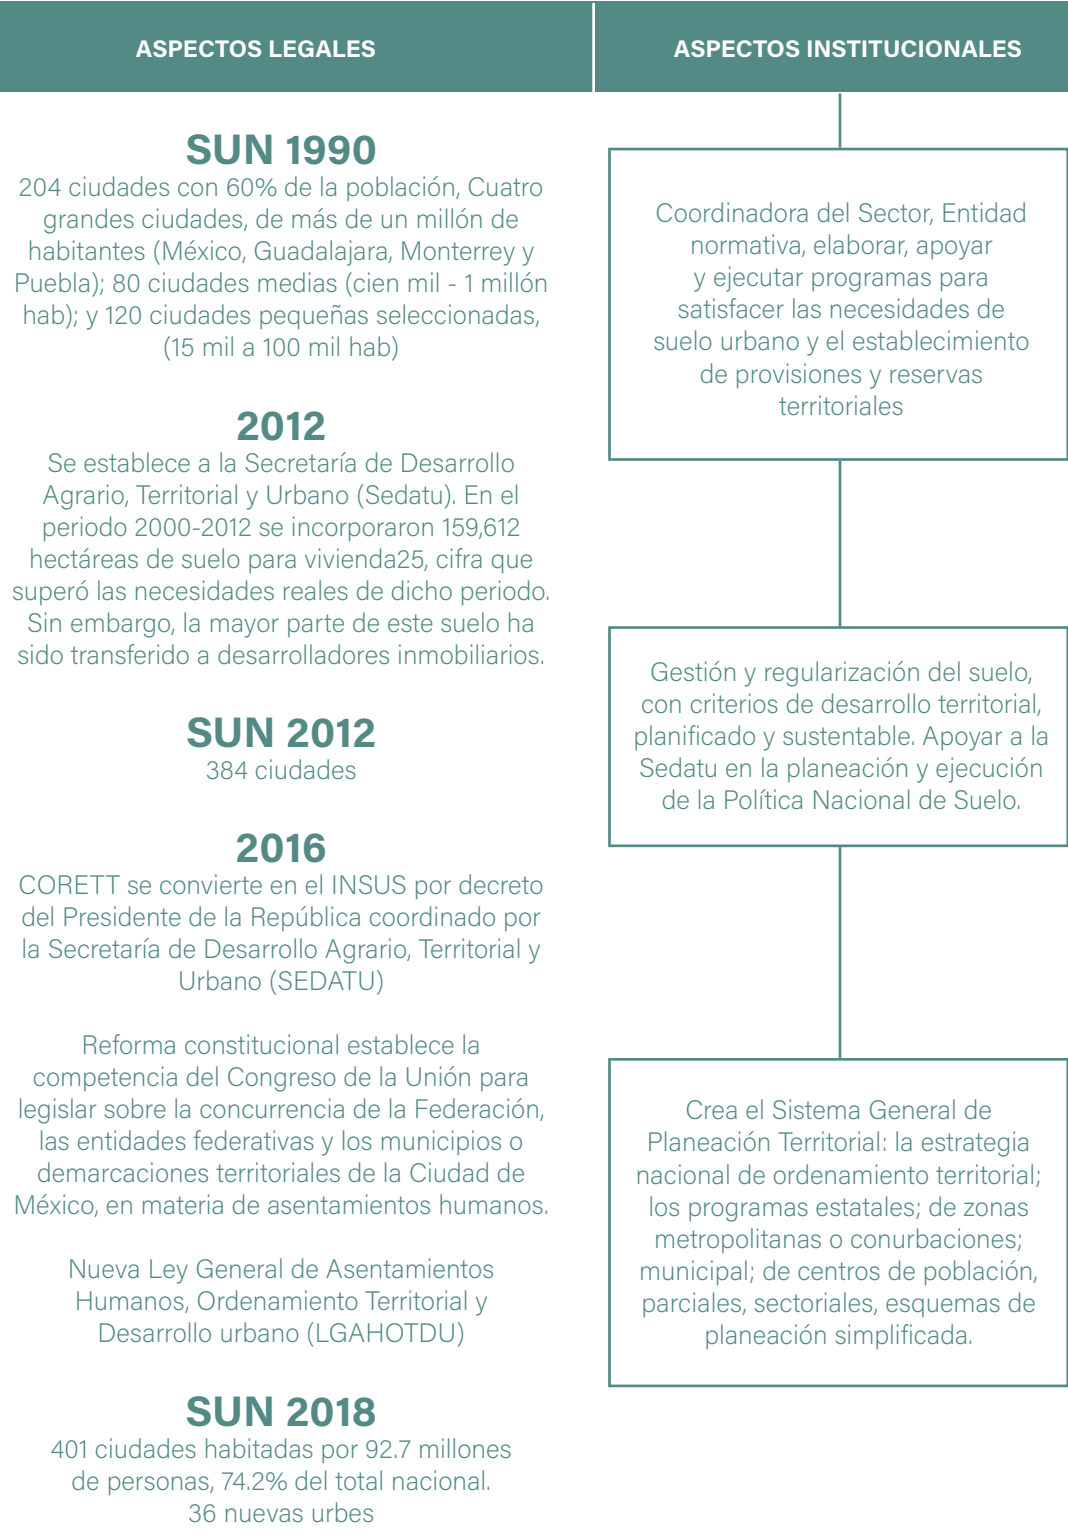 ASPECTOS LEGALES
SUN 1990
204 ciudades con 60% de la población, Cuatro
grandes ciudades, de más de un millón de
habitantes (México, Guadalajara, Monterrey y
Puebla); 80 ciudades medias (cien mil - 1 millón
hab); y 120 ciudades pequeñas seleccionadas,
(15 mil a 100 mil hab)
2012
Se establece a la Secretaría de Desarrollo
Agrario, Territorial y Urbano (Sedatu). En el
periodo 2000-2012 se incorporaron 159,612
hectáreas de suelo para vivienda25, cifra que
superó las necesidades reales de dicho periodo.
Sin embargo, la mayor parte de este suelo ha
sido transferido a desarrolladores inmobiliarios.
SUN 2012
384 ciudades
2016
CORETT se convierte en el INSUS por decreto
del Presidente de la República coordinado por
la Secretaría de Desarrollo Agrario, Territorial y
Urbano (SEDATU)
Reforma constitucional establece la
competencia del Congreso de la Unión para
legislar sobre la concurrencia de la Federación,
las entidades federativas y los municipios o
demarcaciones territoriales de la Ciudad de
México, en materia de asentamientos humanos.
Nueva Ley General de Asentamientos
Humanos, Ordenamiento Territorial y
Desarrollo urbano (LGAHOTDU)
SUN 2018
401 ciudades habitadas por 92.7 millones
de personas, 74.2% del total nacional.
36 nuevas urbes
ASPECTOS INSTITUCIONALES
Coordinadora del Sector, Entidad
normativa, elaborar, apoyar
y ejecutar programas para
satisfacer las necesidades de
suelo urbano y el establecimiento
de provisiones y reservas
territoriales
Gestión y regularización del suelo,
con criterios de desarrollo territorial,
planificado y sustentable. Apoyar a la
Sedatu en la planeación y ejecución
de la Política Nacional de Suelo.
Crea el Sistema General de
Planeación Territorial: la estrategia
nacional de ordenamiento territorial;
los programas estatales; de zonas
metropolitanas o conurbaciones;
municipal; de centros de población,
parciales, sectoriales, esquemas de
planeación simplificada.